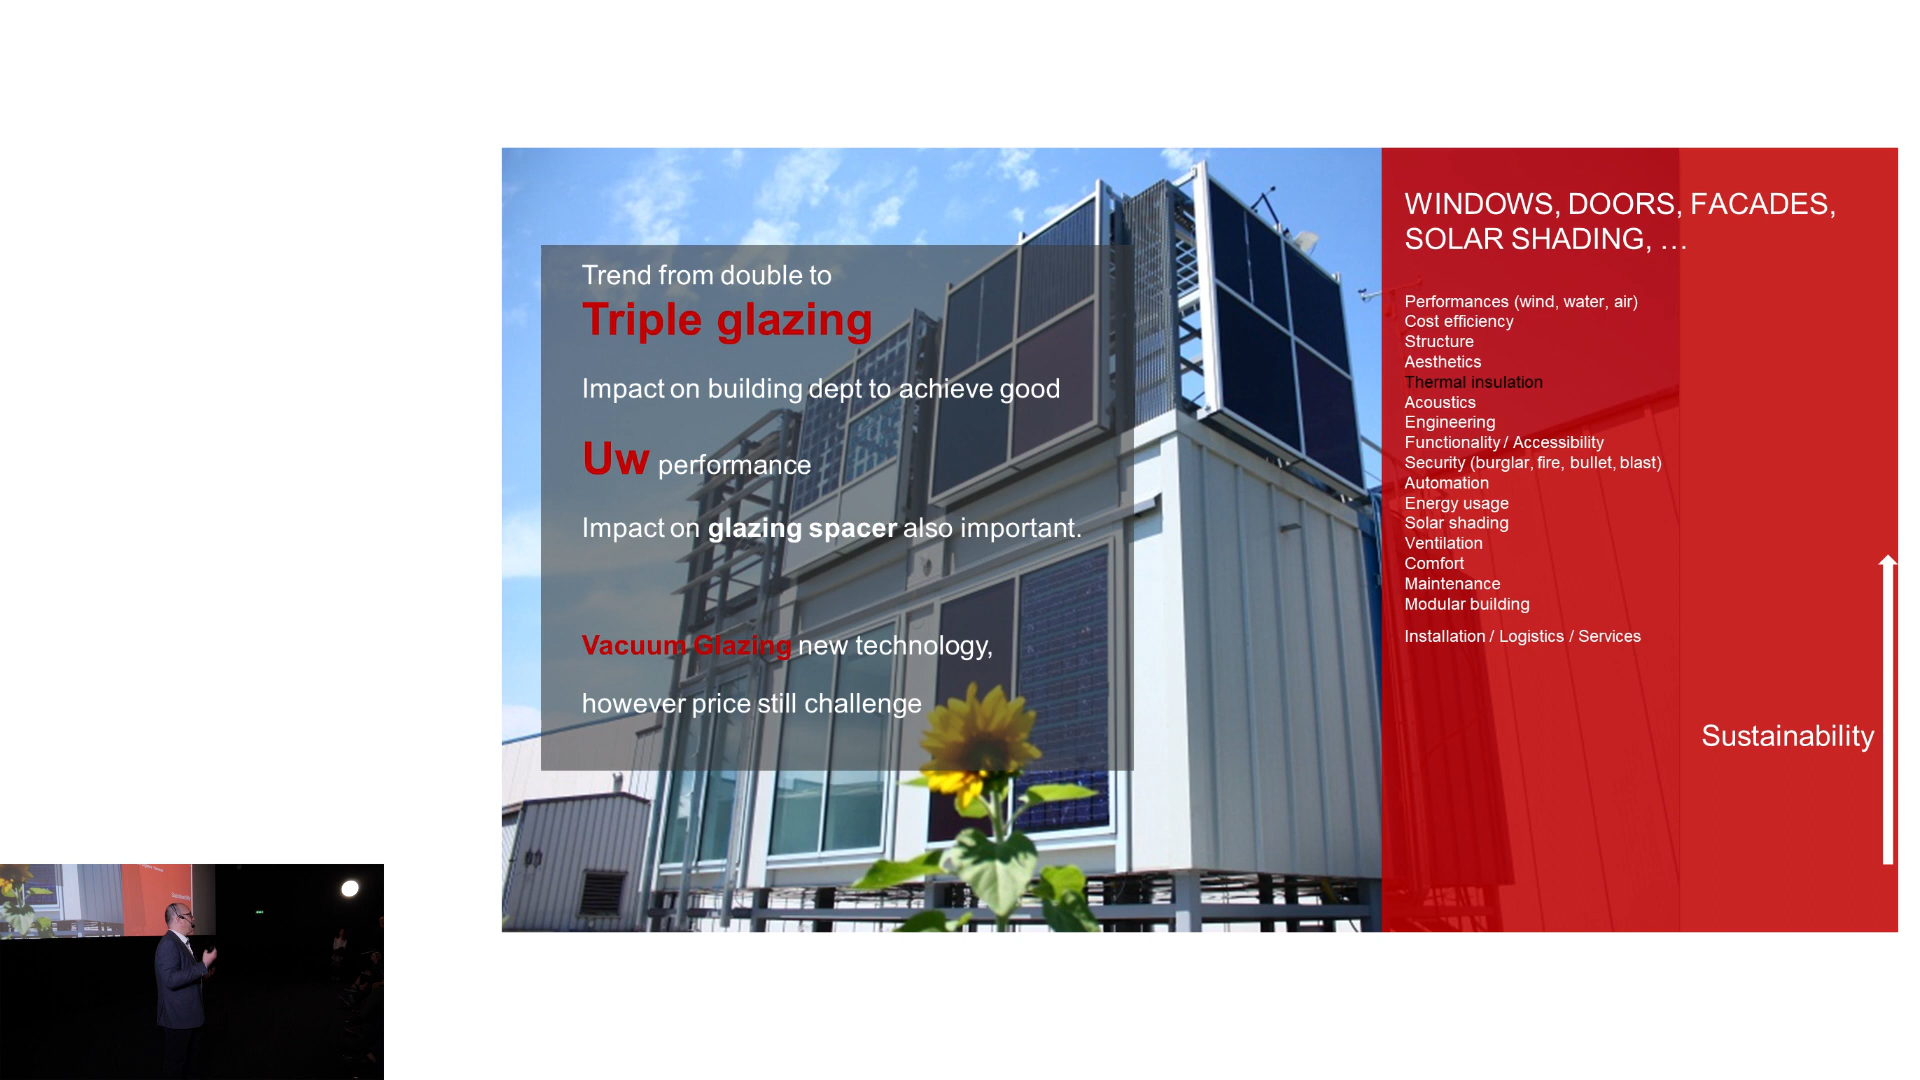 Trend from double to
Triple glazing
Impact on building dept to achieve good
Uw performance
Impact on glazing spacer also important.
Vacuum Glazing new technology,
however price still challenge
WINDOWS, DOORS, FACADES,
SOLAR SHADING, …
Performances (wind, water, air)
Cost efficiency
Structure
Aesthetics
Thermal insulation
Acoustics
Engineering
Functionality / Accessibility
Security (burglar, fire, bullet, blast)
Automation
Energy usage
Solar shading
Ventilation
Comfort
Maintenance
Modular building
Installation / Logistics / Services
Sustainability